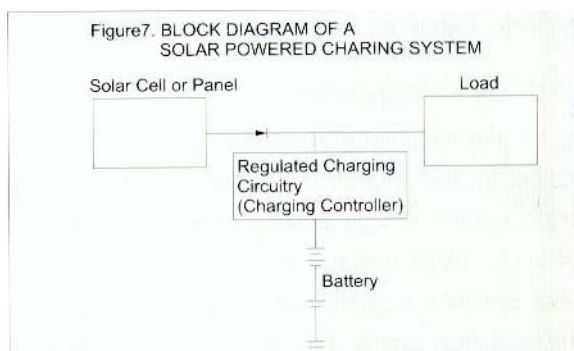 Figure7. BLOCK DIAGRAM OF A
SOLAR POWERED CHARING SYSTEM
Solar Cell or Panel
Load
Regulated Charging
Circuitry
(Charging Controller)
Battery